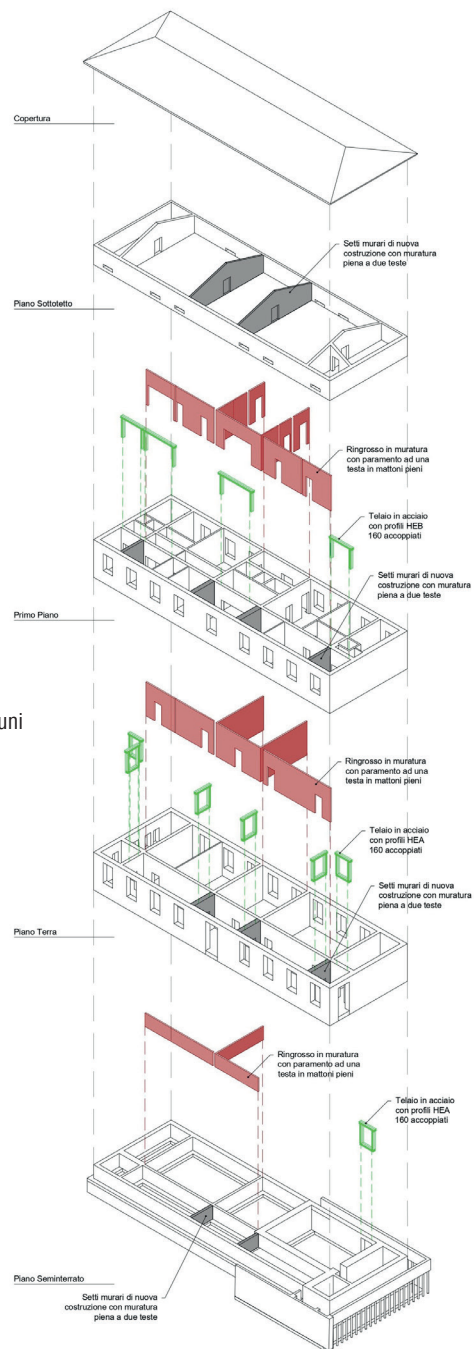 Copertura
Setti murari di nuova
costruzione con muratura
piena a due teste
Piano Sottotetto
Ringrosso in muratura
con paramento ad una
testa in mattoni pieni
Telaio in acciaio
con profili HEB
160 accoppiati
Setti murari di nuova
costruzione con muratura
piena a due teste
Primo Piano
uni
Ringrosso in muratura
con paramento ad una
testa in mattoni pieni
Telaio in acciaio
con profili HEA
160 accoppiati
Setti murari di nuova
costruzione con muratura
piena a due teste
Piano Terra
Ringrosso in muratura
con paramento ad una
testa in mattoni pieni
Telaio in acciaio
con profili HEA
160 accoppiati
Piano Seminterrato
Setti murari di nuova
costruzione con muratura
piena a due teste